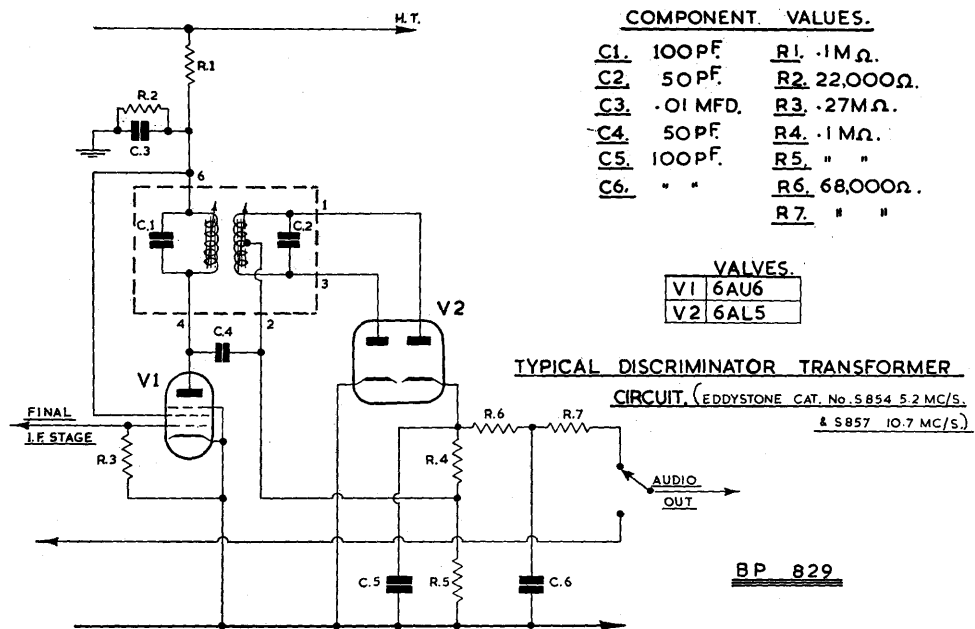 H.T.
R.1
R.2
C.3
6
1
C.1
C.2
3
4
2
C.4
V2
V1
FINAL
I.F. STAGE
R.3
R.6
R.7
R.4
AUDIO
OUT
C.5
R.5
C.6
COMPONENT VALUES.
C1. 100PF. R1. .1MΩ.
C2. 50PF. R2. 22,000Ω.
C3. .01 MFD. R3. .27MΩ.
C4. 50PF. R4. .1MΩ.
C5. 100PF. R5. " "
C6. " " R6. 68,000Ω.
R7. " "
VALVES.
V1 6AU6
V2 6AL5
TYPICAL DISCRIMINATOR TRANSFORMER
CIRCUIT. (EDDYSTONE CAT. No. S854 5.2 MC/S.
& S857 10.7 MC/S.)
BP 829